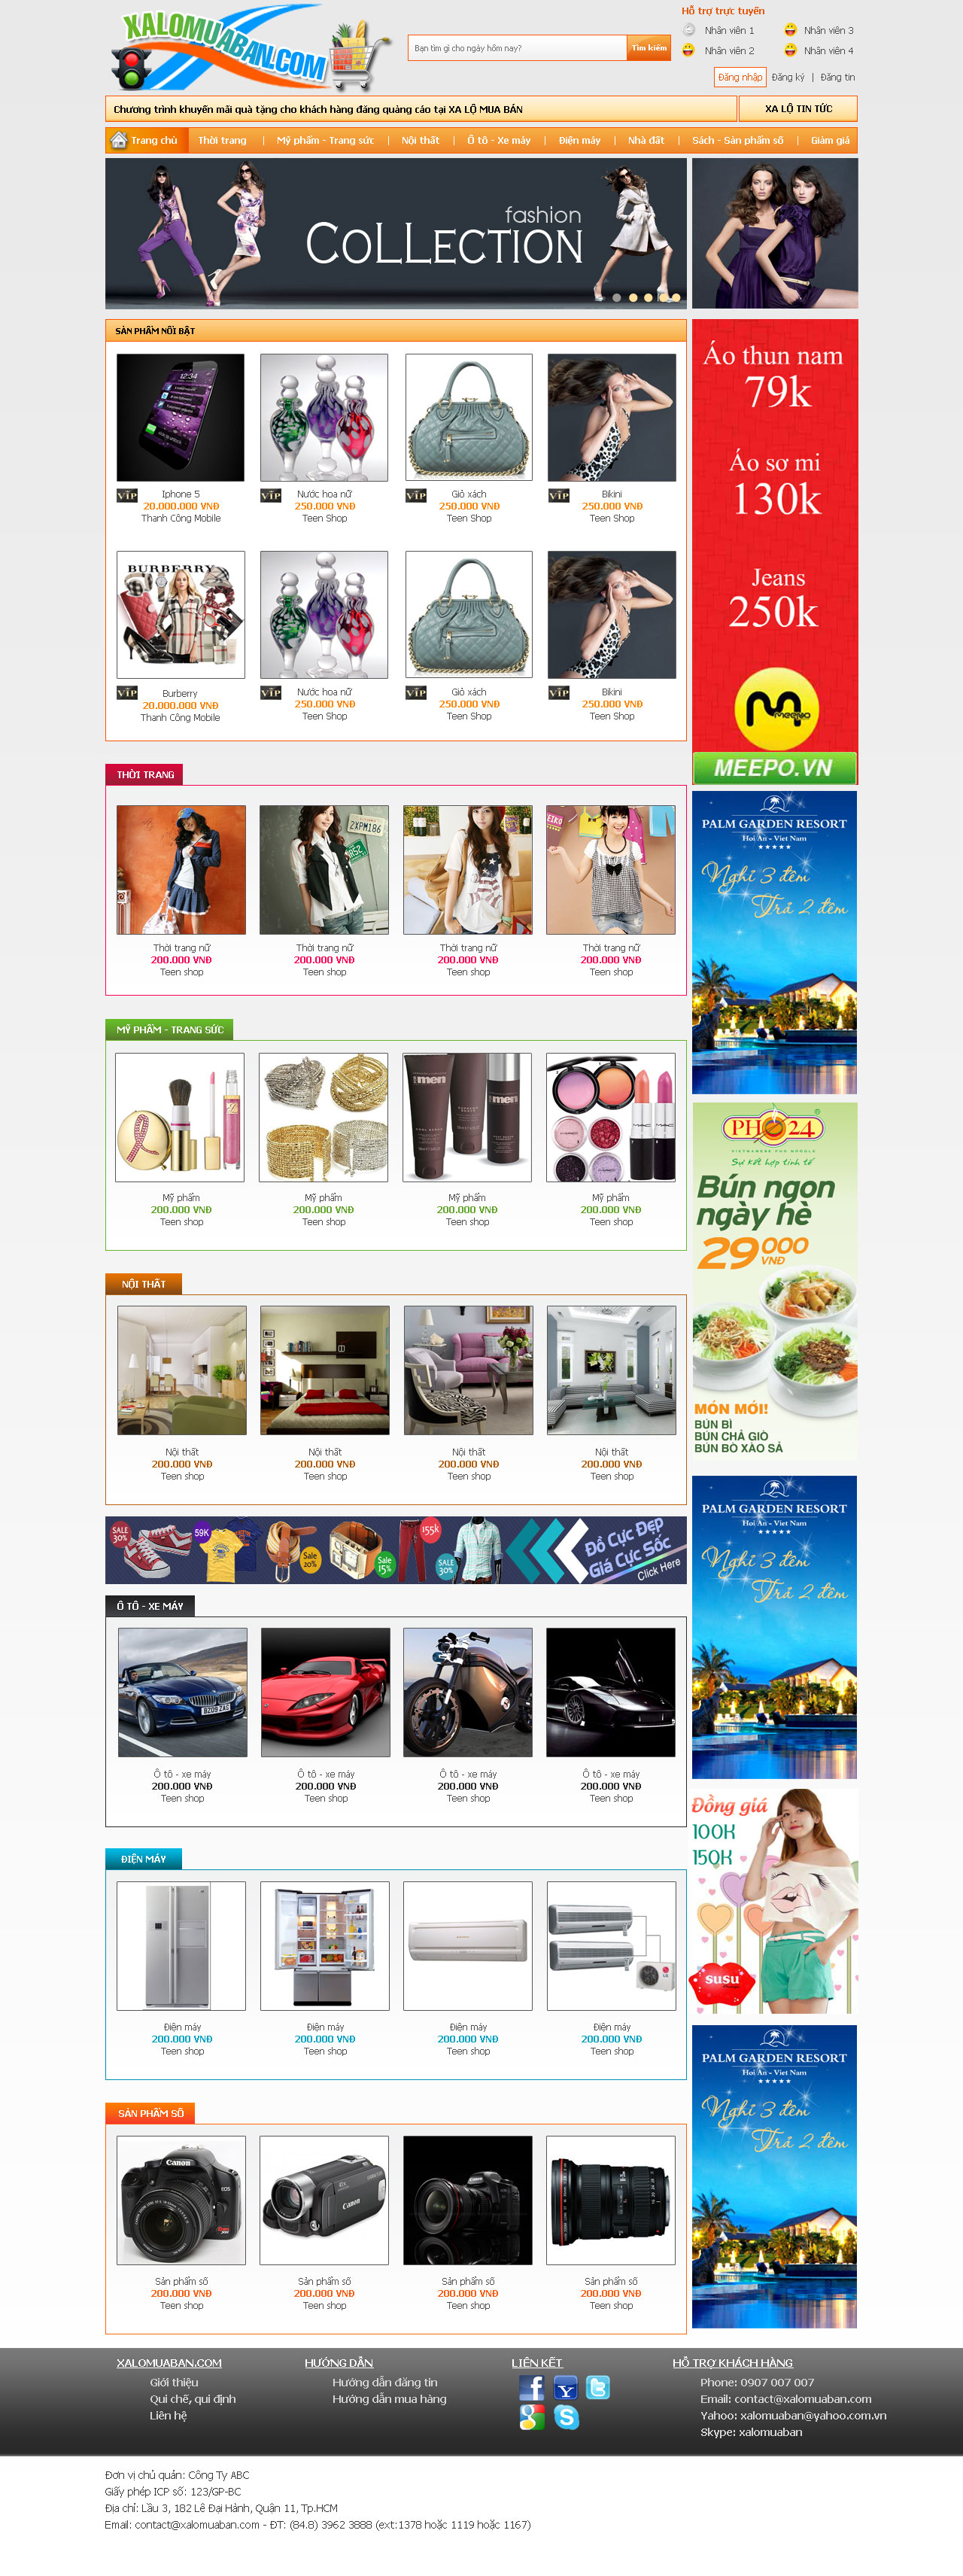 XALOMUABAN.COM
Bạn tìm gì cho ngày hôm nay?
Tìm kiếm
Hỗ trợ trực tuyến
Nhân viên 1
Nhân viên 3
Nhân viên 2
Nhân viên 4
Đăng nhập
Đăng ký | Đăng tin
Chương trình khuyến mãi quà tặng cho khách hàng đăng quảng cáo tại XA LỘ MUA BÁN
XA LỘ TIN TỨC
Trang chủ
Thời trang | Mỹ phẩm - Trang sức | Nội thất | Ô tô - Xe máy | Điện máy | Nhà đất | Sách - Sản phẩm số | Giảm giá
fashion
COLLECTION
SẢN PHẨM NỔI BẬT
12:34
VIP
Iphone 5
20.000.000 VNĐ
Thanh Công Mobile
VIP
Nước hoa nữ
250.000 VNĐ
Teen Shop
VIP
Giỏ xách
250.000 VNĐ
Teen Shop
VIP
Bikini
250.000 VNĐ
Teen Shop
BURBERRY
VIP
Burberry
20.000.000 VNĐ
Thanh Công Mobile
VIP
Nước hoa nữ
250.000 VNĐ
Teen Shop
VIP
Giỏ xách
250.000 VNĐ
Teen Shop
VIP
Bikini
250.000 VNĐ
Teen Shop
Áo thun nam
79k
Áo sơ mi
130k
Jeans
250k
MEEPO
MEEPO.VN
THỜI TRANG
2XPM186
Thời trang nữ
200.000 VNĐ
Teen shop
Thời trang nữ
200.000 VNĐ
Teen shop
Thời trang nữ
200.000 VNĐ
Teen shop
Thời trang nữ
200.000 VNĐ
Teen shop
PALM GARDEN RESORT
Hoi An - Viet Nam
Nghỉ 3 đêm
Trả 2 đêm
MỸ PHẨM - TRANG SỨC
men
men
MAC
MAC
Mỹ phẩm
200.000 VNĐ
Teen shop
Mỹ phẩm
200.000 VNĐ
Teen shop
Mỹ phẩm
200.000 VNĐ
Teen shop
Mỹ phẩm
200.000 VNĐ
Teen shop
PHO 24
VIETNAMESE PHO NOODLE
Sự kết hợp tinh tế
Bún ngon
ngày hè
29 000
VNĐ
MÓN MỚI!
BÚN BÌ
BÚN CHẢ GIÒ
BÚN BÒ XÀO SẢ
NỘI THẤT
Nội thất
200.000 VNĐ
Teen shop
Nội thất
200.000 VNĐ
Teen shop
Nội thất
200.000 VNĐ
Teen shop
Nội thất
200.000 VNĐ
Teen shop
SALE
30%
59K
Sale
20%
Sale
15%
155k
SALE
30%
Đồ Cực Đẹp
Giá Cực Sốc
Click Here
PALM GARDEN RESORT
Hoi An - Viet Nam
Nghỉ 3 đêm
Trả 2 đêm
Ô TÔ - XE MÁY
Ô tô - xe máy
200.000 VNĐ
Teen shop
Ô tô - xe máy
200.000 VNĐ
Teen shop
Ô tô - xe máy
200.000 VNĐ
Teen shop
Ô tô - xe máy
200.000 VNĐ
Teen shop
Đồng giá
100K
150K
susu
ĐIỆN MÁY
LG
Điện máy
200.000 VNĐ
Teen shop
Điện máy
200.000 VNĐ
Teen shop
Điện máy
200.000 VNĐ
Teen shop
Điện máy
200.000 VNĐ
Teen shop
PALM GARDEN RESORT
Hoi An - Viet Nam
Nghỉ 3 đêm
Trả 2 đêm
SẢN PHẨM SỐ
Canon
EOS
Canon
Sản phẩm số
200.000 VNĐ
Teen shop
Sản phẩm số
200.000 VNĐ
Teen shop
Sản phẩm số
200.000 VNĐ
Teen shop
Sản phẩm số
200.000 VNĐ
Teen shop
XALOMUABAN.COM
Giới thiệu
Qui chế, qui định
Liên hệ
HƯỚNG DẪN
Hướng dẫn đăng tin
Hướng dẫn mua hàng
LIÊN KẾT
HỖ TRỢ KHÁCH HÀNG
Phone: 0907 007 007
Email: contact@xalomuaban.com
Yahoo: xalomuaban@yahoo.com.vn
Skype: xalomuaban
Đơn vị chủ quản: Công Ty ABC
Giấy phép ICP số: 123/GP-BC
Địa chỉ: Lầu 3, 182 Lê Đại Hành, Quận 11, Tp.HCM
Email: contact@xalomuaban.com - ĐT: (84.8) 3962 3888 (ext:1378 hoặc 1119 hoặc 1167)